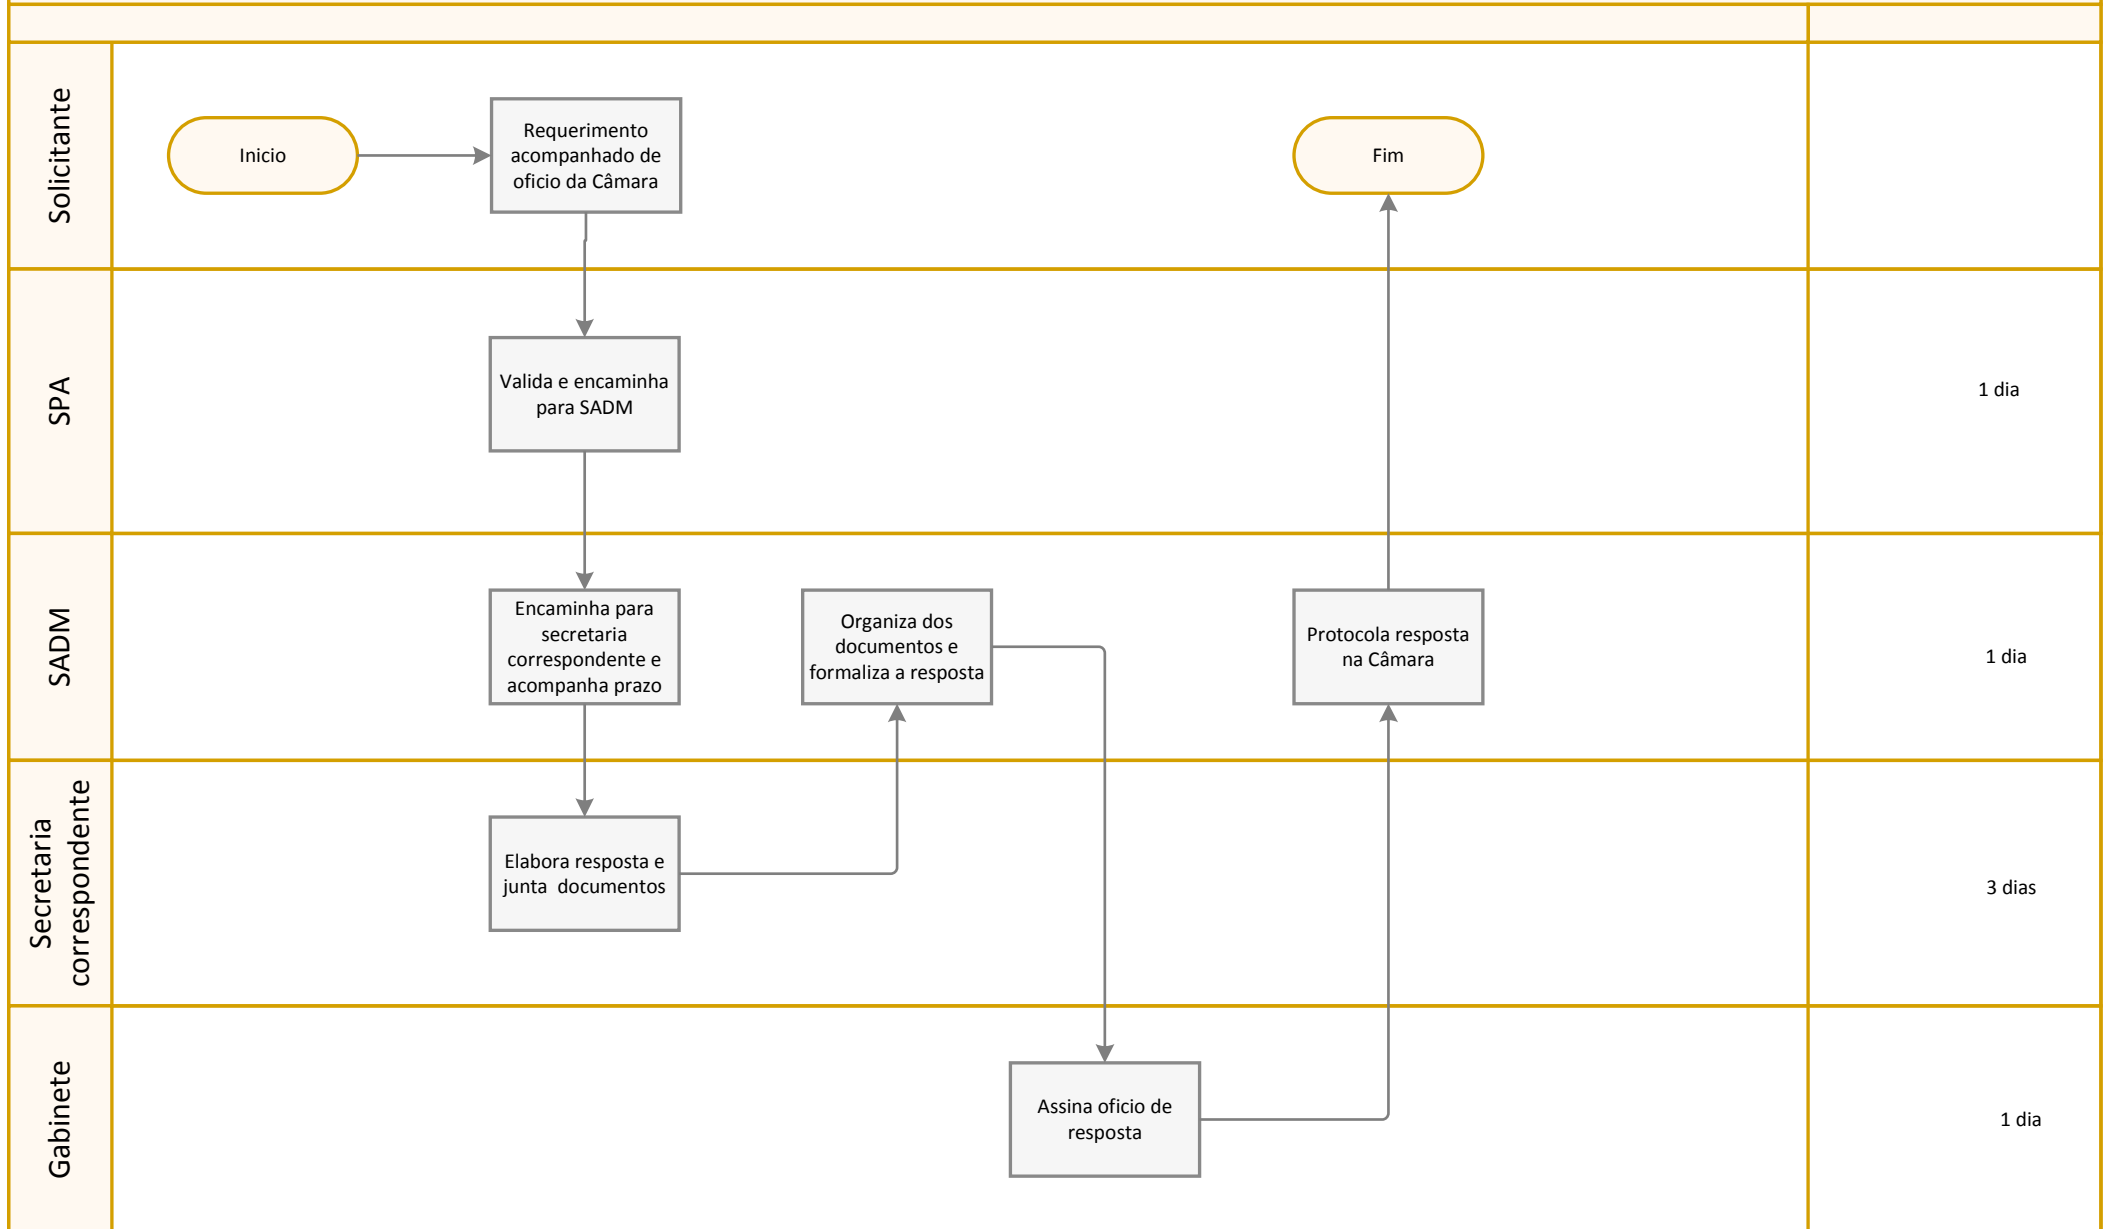 Solicitante
Inicio
Requerimento
acompanhado de
oficio da Câmara
Fim
SPA
Valida e encaminha
para SADM
1 dia
SADM
Encaminha para
secretaria
correspondente e
acompanha prazo
Organiza dos
documentos e
formaliza a resposta
Protocola resposta
na Câmara
1 dia
Secretaria
correspondente
Elabora resposta e
junta  documentos
3 dias
Gabinete
Assina oficio de
resposta
1 dia